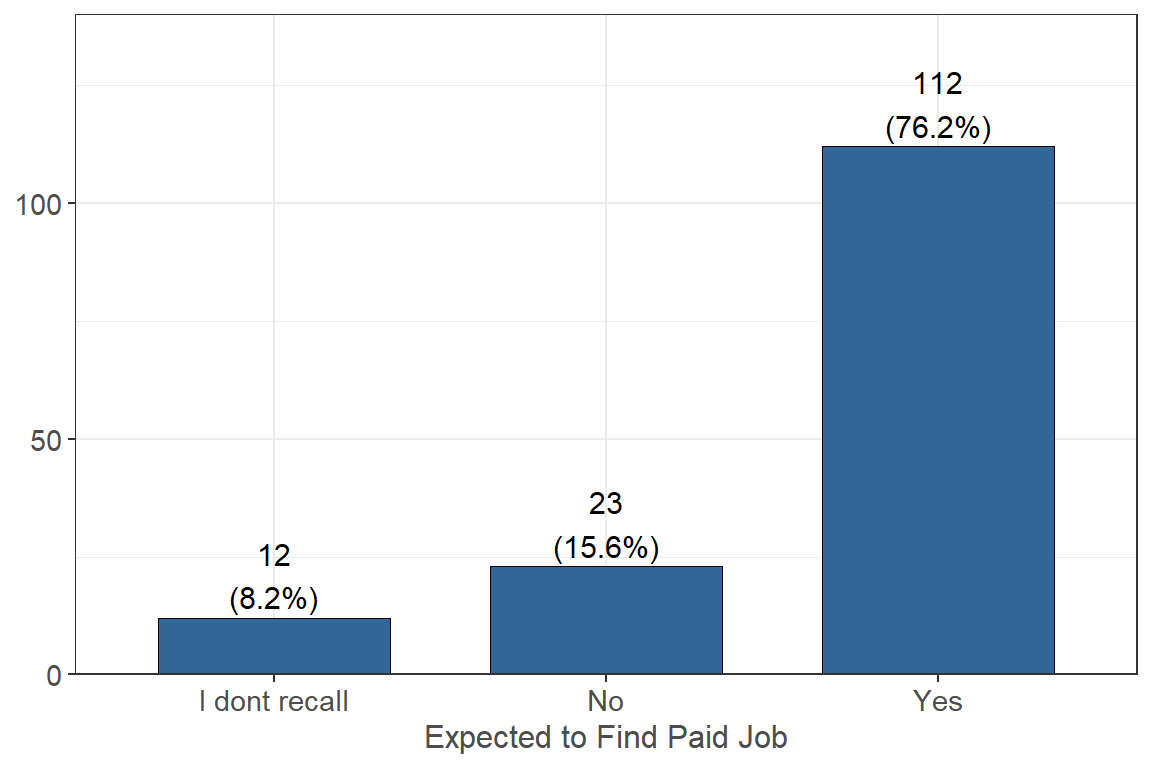 112
(76.2%)
100
50
23
(15.6%)
12
(8.2%)
0
I dont recall
No
Yes
Expected to Find Paid Job